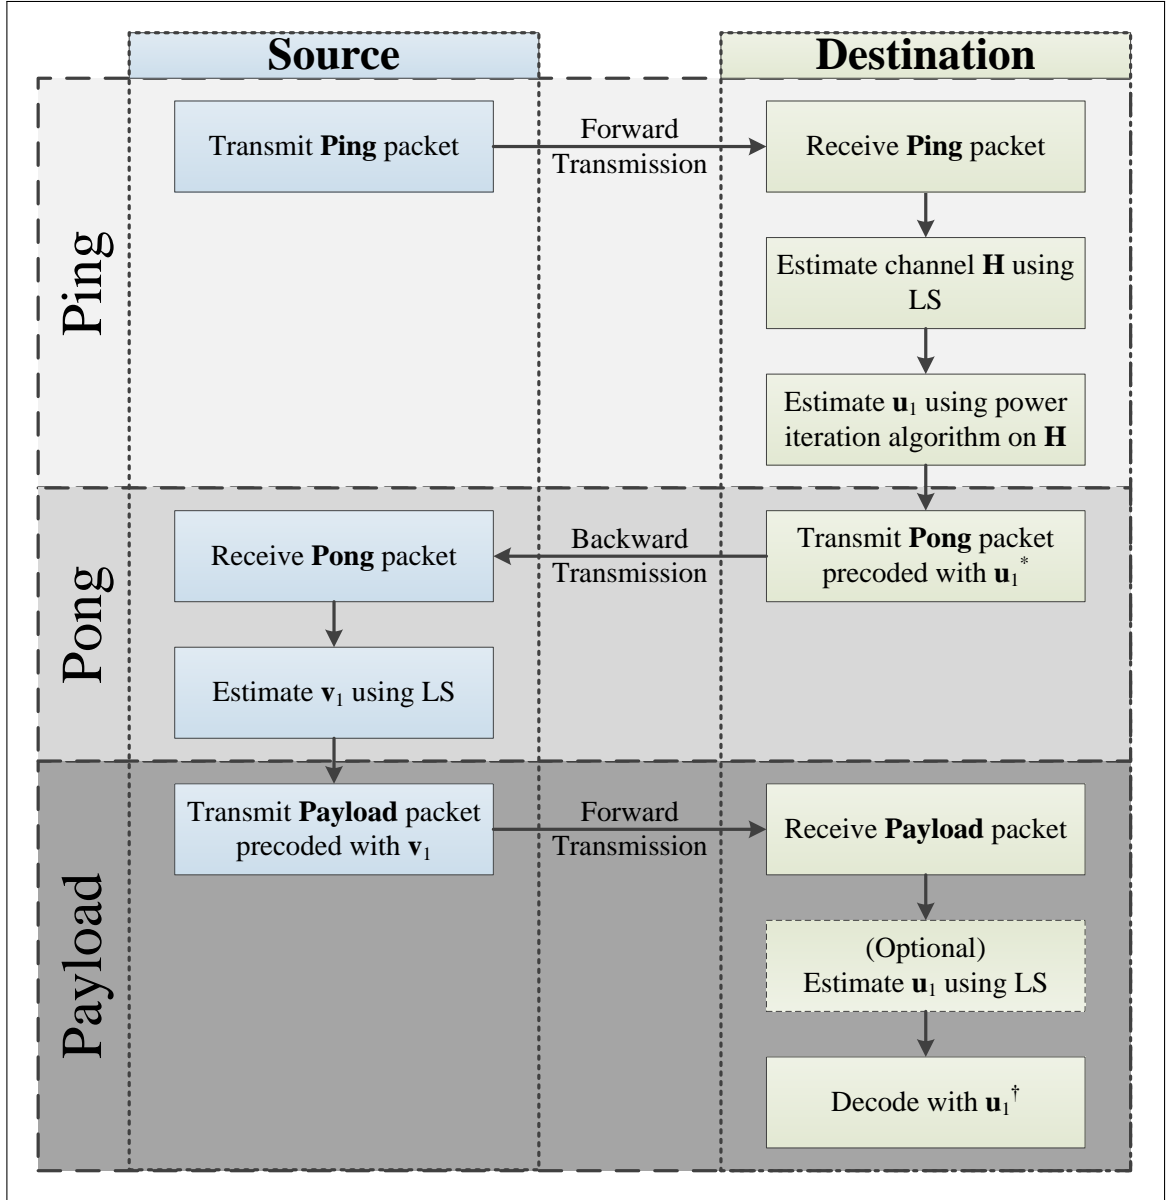 Source
Destination
Ping
Transmit Ping packet
Forward
Transmission
Receive Ping packet
Estimate channel H using
LS
Estimate u₁ using power
iteration algorithm on H
Pong
Receive Pong packet
Backward
Transmission
Transmit Pong packet
precoded with u₁*
Estimate v₁ using LS
Payload
Transmit Payload packet
precoded with v₁
Forward
Transmission
Receive Payload packet
(Optional)
Estimate u₁ using LS
Decode with u₁†